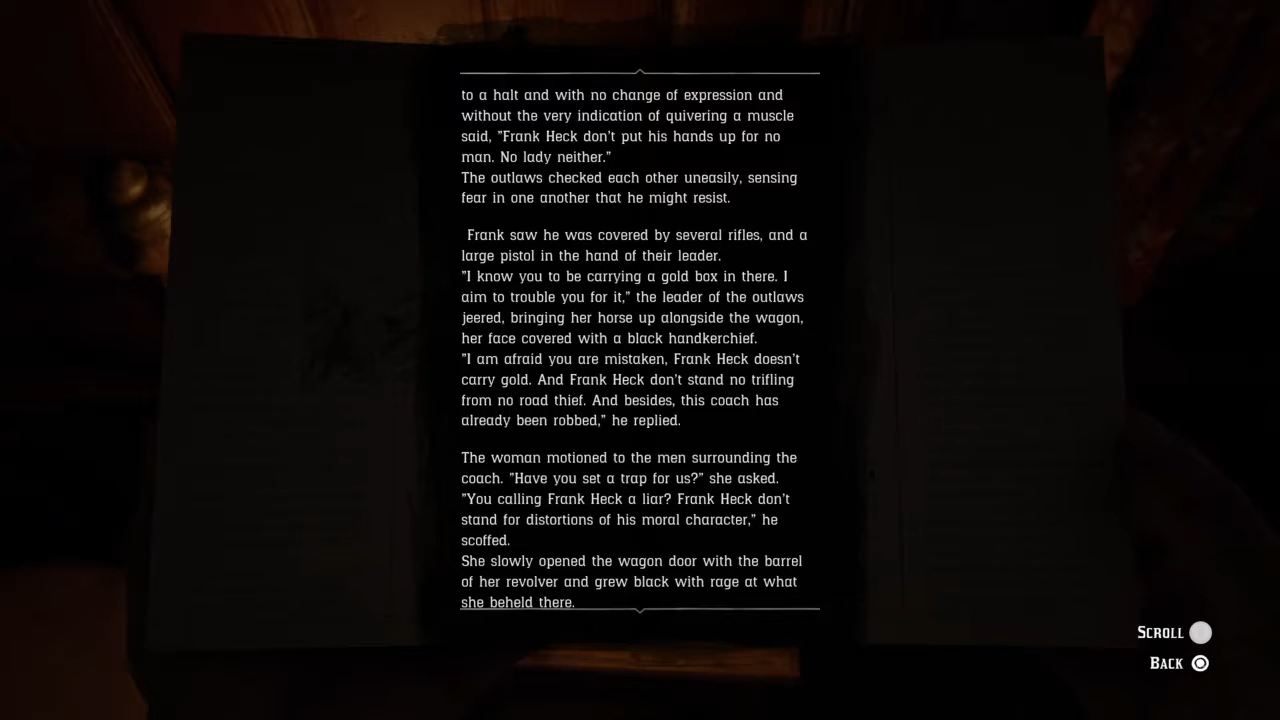 to a halt and with no change of expression and
without the very indication of quivering a muscle
said, "Frank Heck don't put his hands up for no
man. No lady neither."
The outlaws checked each other uneasily, sensing
fear in one another that he might resist.
Frank saw he was covered by several rifles, and a
large pistol in the hand of their leader.
"I know you to be carrying a gold box in there. I
aim to trouble you for it," the leader of the outlaws
jeered, bringing her horse up alongside the wagon,
her face covered with a black handkerchief.
"I am afraid you are mistaken, Frank Heck doesn't
carry gold. And Frank Heck don't stand no trifling
from no road thief. And besides, this coach has
already been robbed," he replied.
The woman motioned to the men surrounding the
coach. "Have you set a trap for us?" she asked.
"You calling Frank Heck a liar? Frank Heck don't
stand for distortions of his moral character," he
scoffed.
She slowly opened the wagon door with the barrel
of her revolver and grew black with rage at what
she beheld there.
Scroll
Back